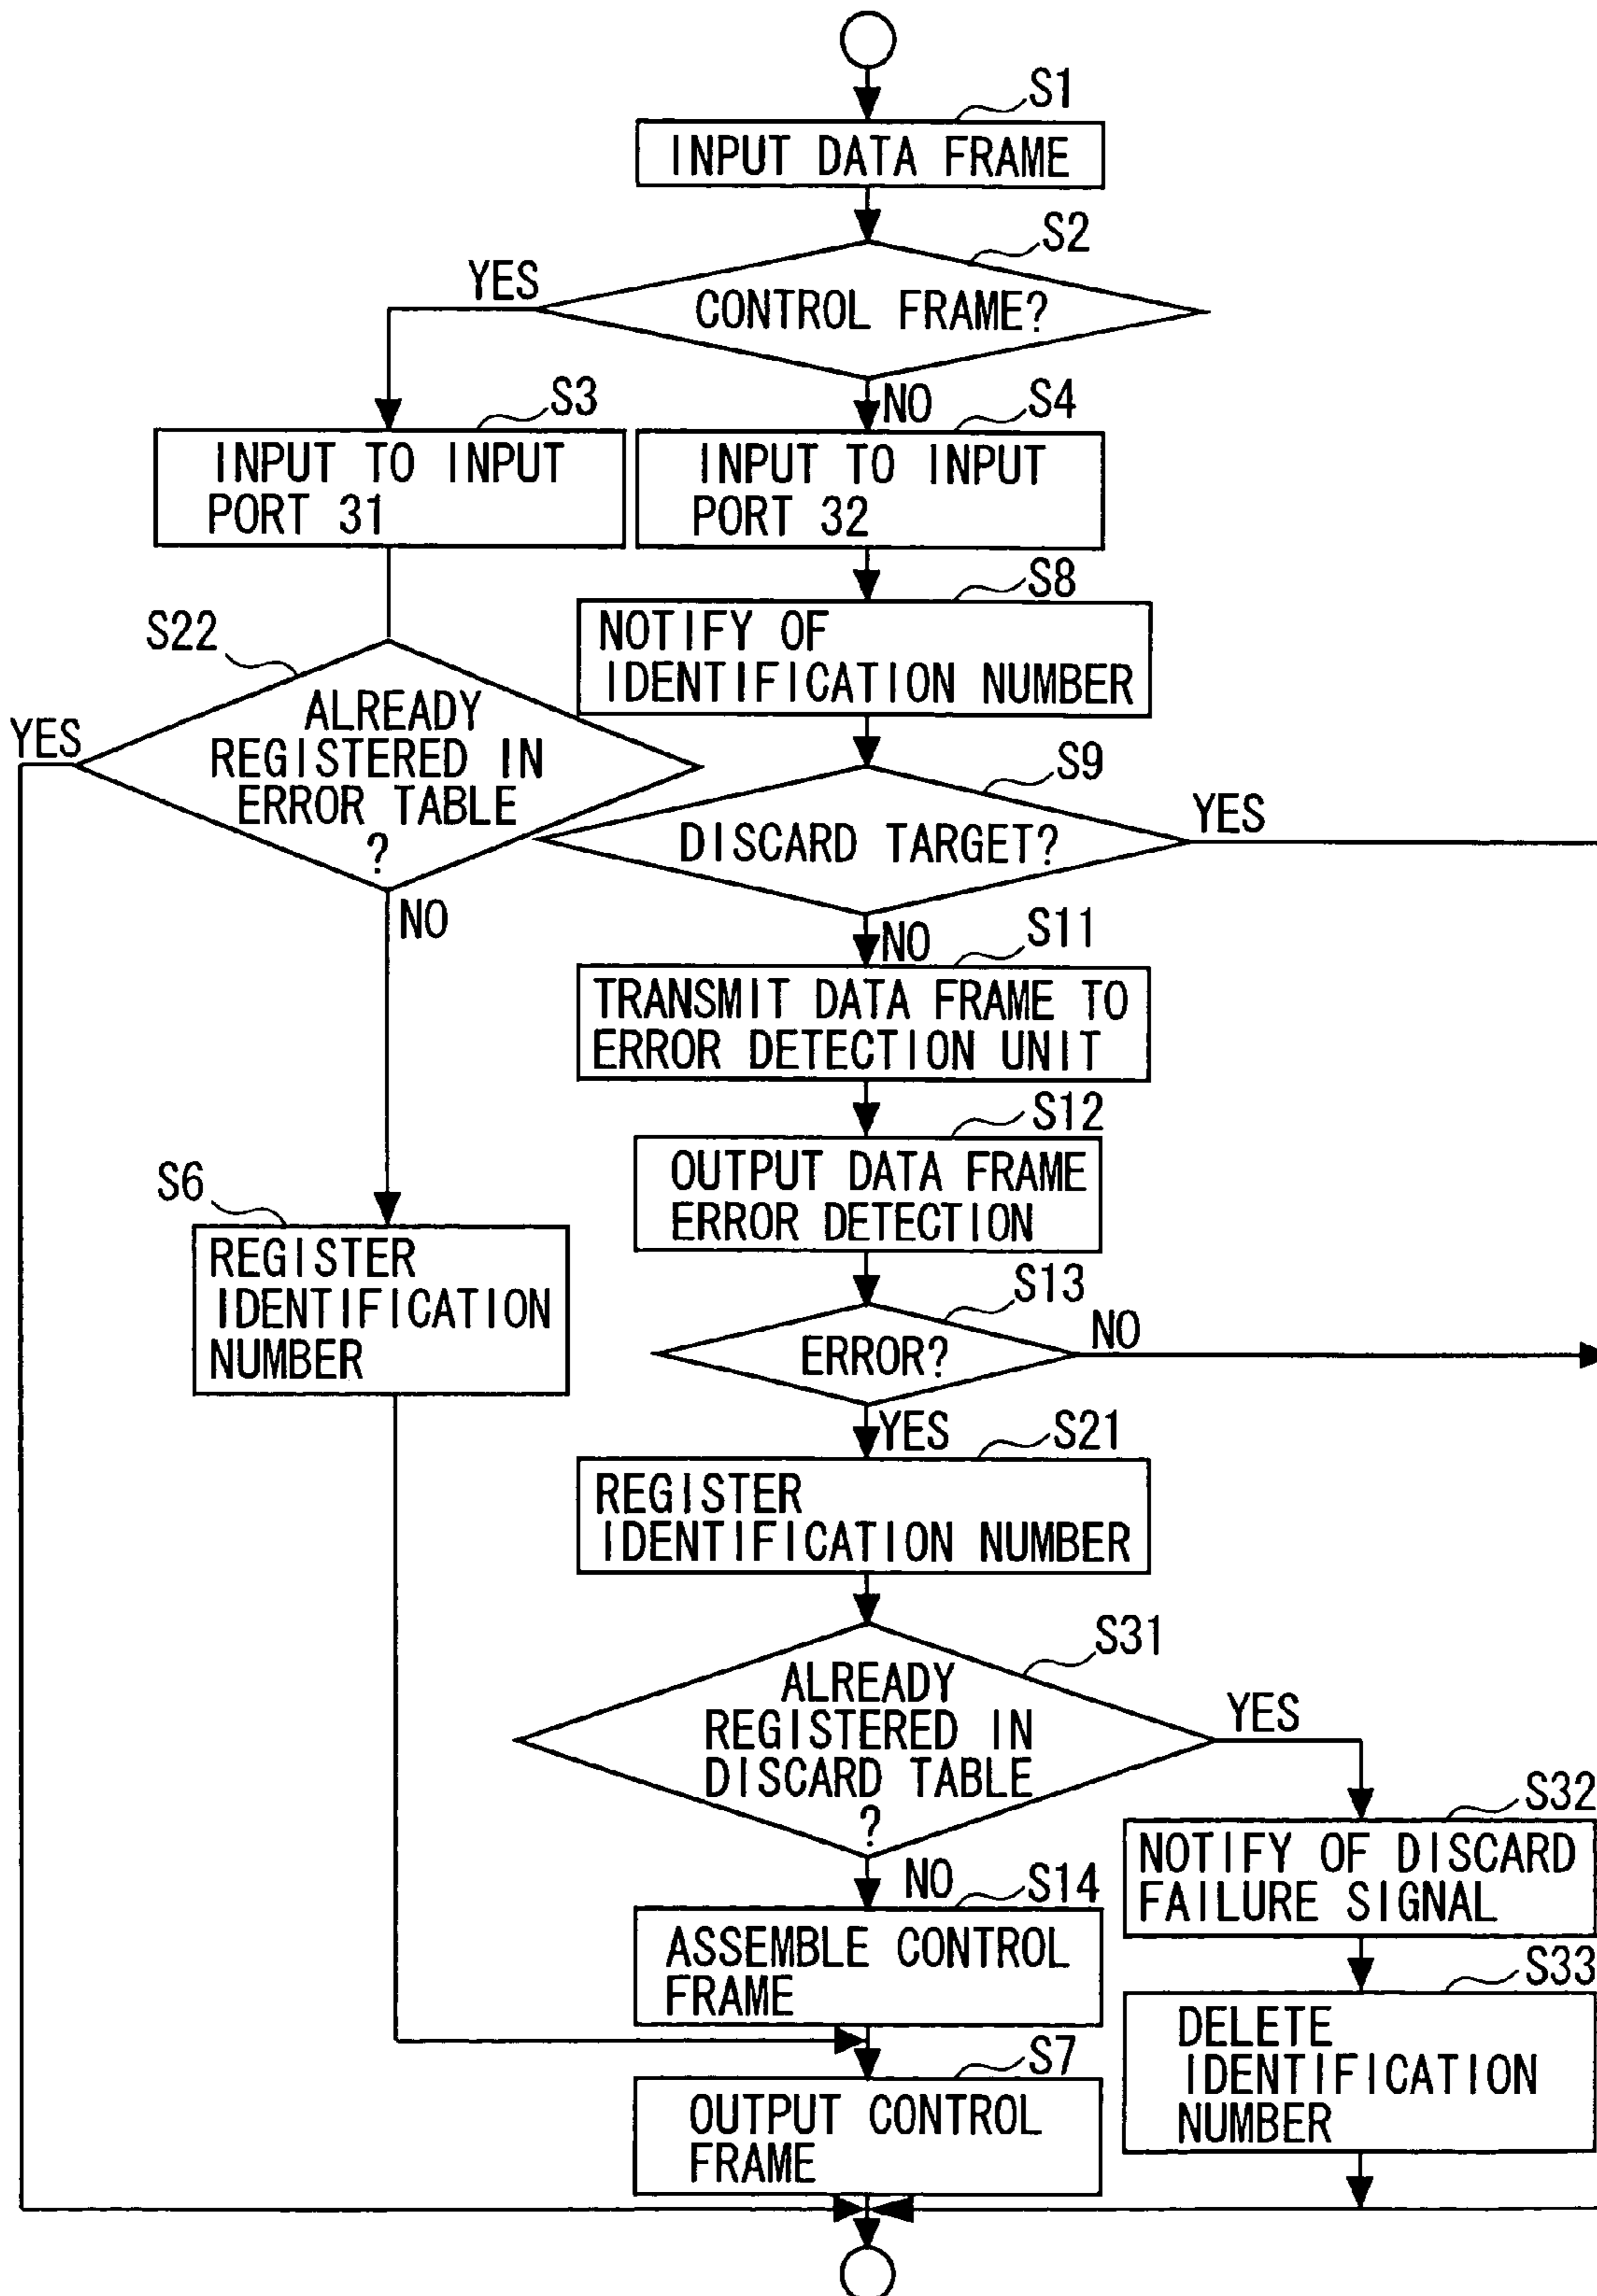 S1
INPUT DATA FRAME
S2
YES
CONTROL FRAME?
NO
S3
S4
INPUT TO INPUT
PORT 31
INPUT TO INPUT
PORT 32
S8
NOTIFY OF
IDENTIFICATION NUMBER
S22
YES
ALREADY
REGISTERED IN
ERROR TABLE
?
NO
S9
DISCARD TARGET?
YES
NO
S11
TRANSMIT DATA FRAME TO
ERROR DETECTION UNIT
S12
OUTPUT DATA FRAME
ERROR DETECTION
S6
REGISTER
IDENTIFICATION
NUMBER
S13
ERROR?
NO
YES
S21
REGISTER
IDENTIFICATION NUMBER
S31
ALREADY
REGISTERED IN
DISCARD TABLE
?
YES
NO
S32
NOTIFY OF DISCARD
FAILURE SIGNAL
S14
ASSEMBLE CONTROL
FRAME
S33
DELETE
IDENTIFICATION
NUMBER
S7
OUTPUT CONTROL
FRAME